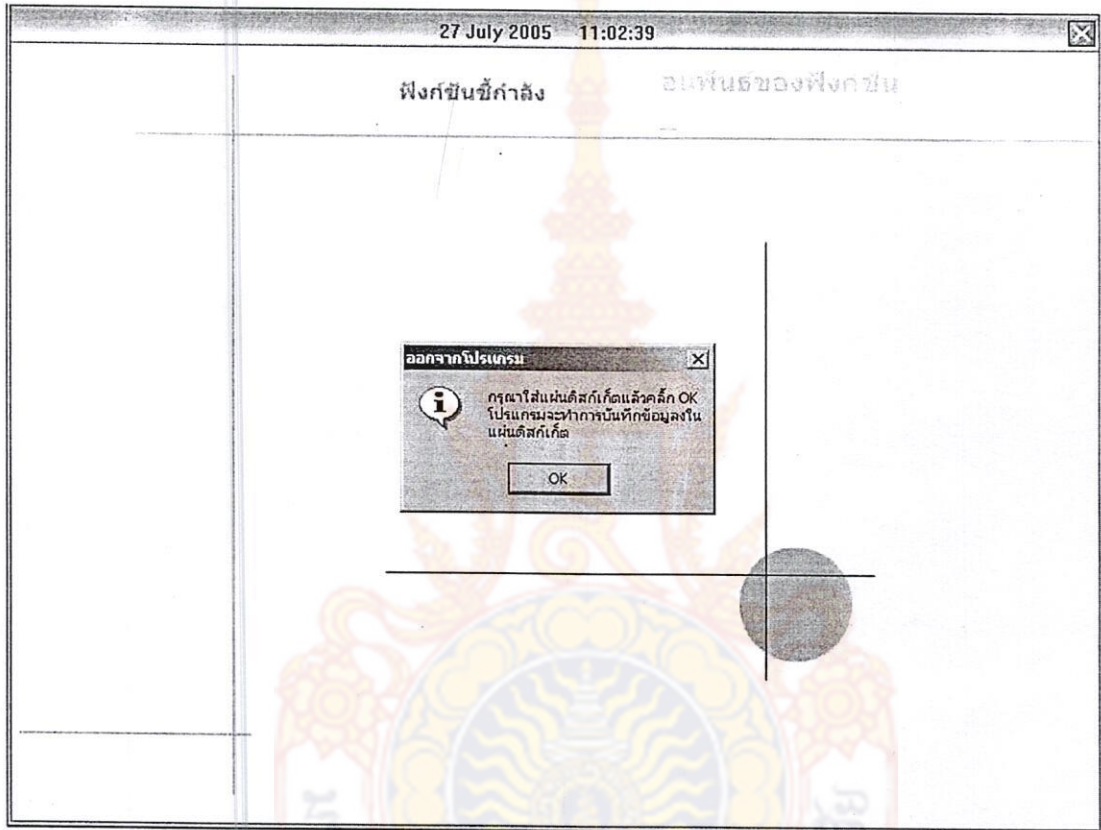 27 July 2005 11:02:39
ฟังก์ชันชี้กำลัง
อนุพันธ์ของฟังก์ชัน
ออกจากโปรแกรม
กรุณาใส่แผ่นดิสก์เก็ตแล้วคลิ๊ก OK
โปรแกรมจะทำการบันทึกข้อมูลลงใน
แผ่นดิสก์เก็ต
OK